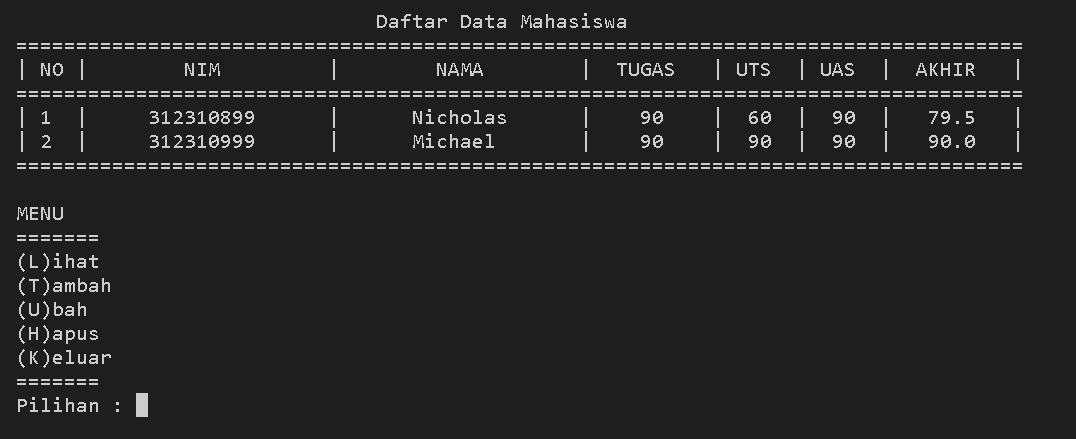 Daftar Data Mahasiswa
====================================================================================
| NO |        NIM         |        NAMA        |  TUGAS   | UTS  | UAS  |  AKHIR   |
====================================================================================
| 1  |     312310899      |      Nicholas      |    90    |  60  |  90  |   79.5   |
| 2  |     312310999      |      Michael       |    90    |  90  |  90  |   90.0   |
====================================================================================
MENU
=======
(L)ihat
(T)ambah
(U)bah
(H)apus
(K)eluar
=======
Pilihan :